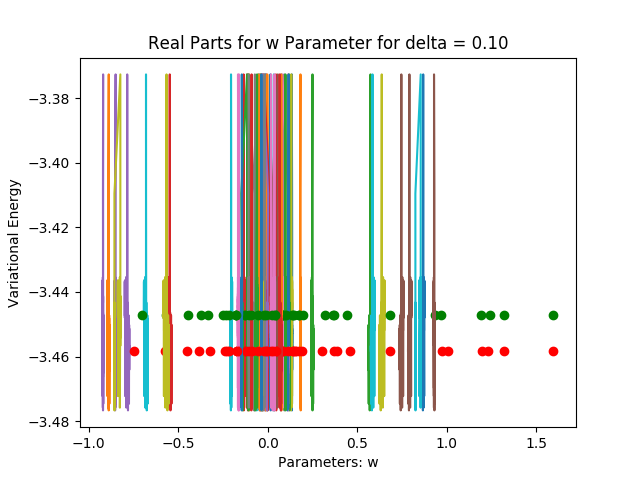 Real Parts for w Parameter for delta = 0.10
−3.38
−3.40
−3.42
−3.44
−3.46
−3.48
Variational Energy
−1.0 −0.5 0.0 0.5 1.0 1.5
Parameters: w